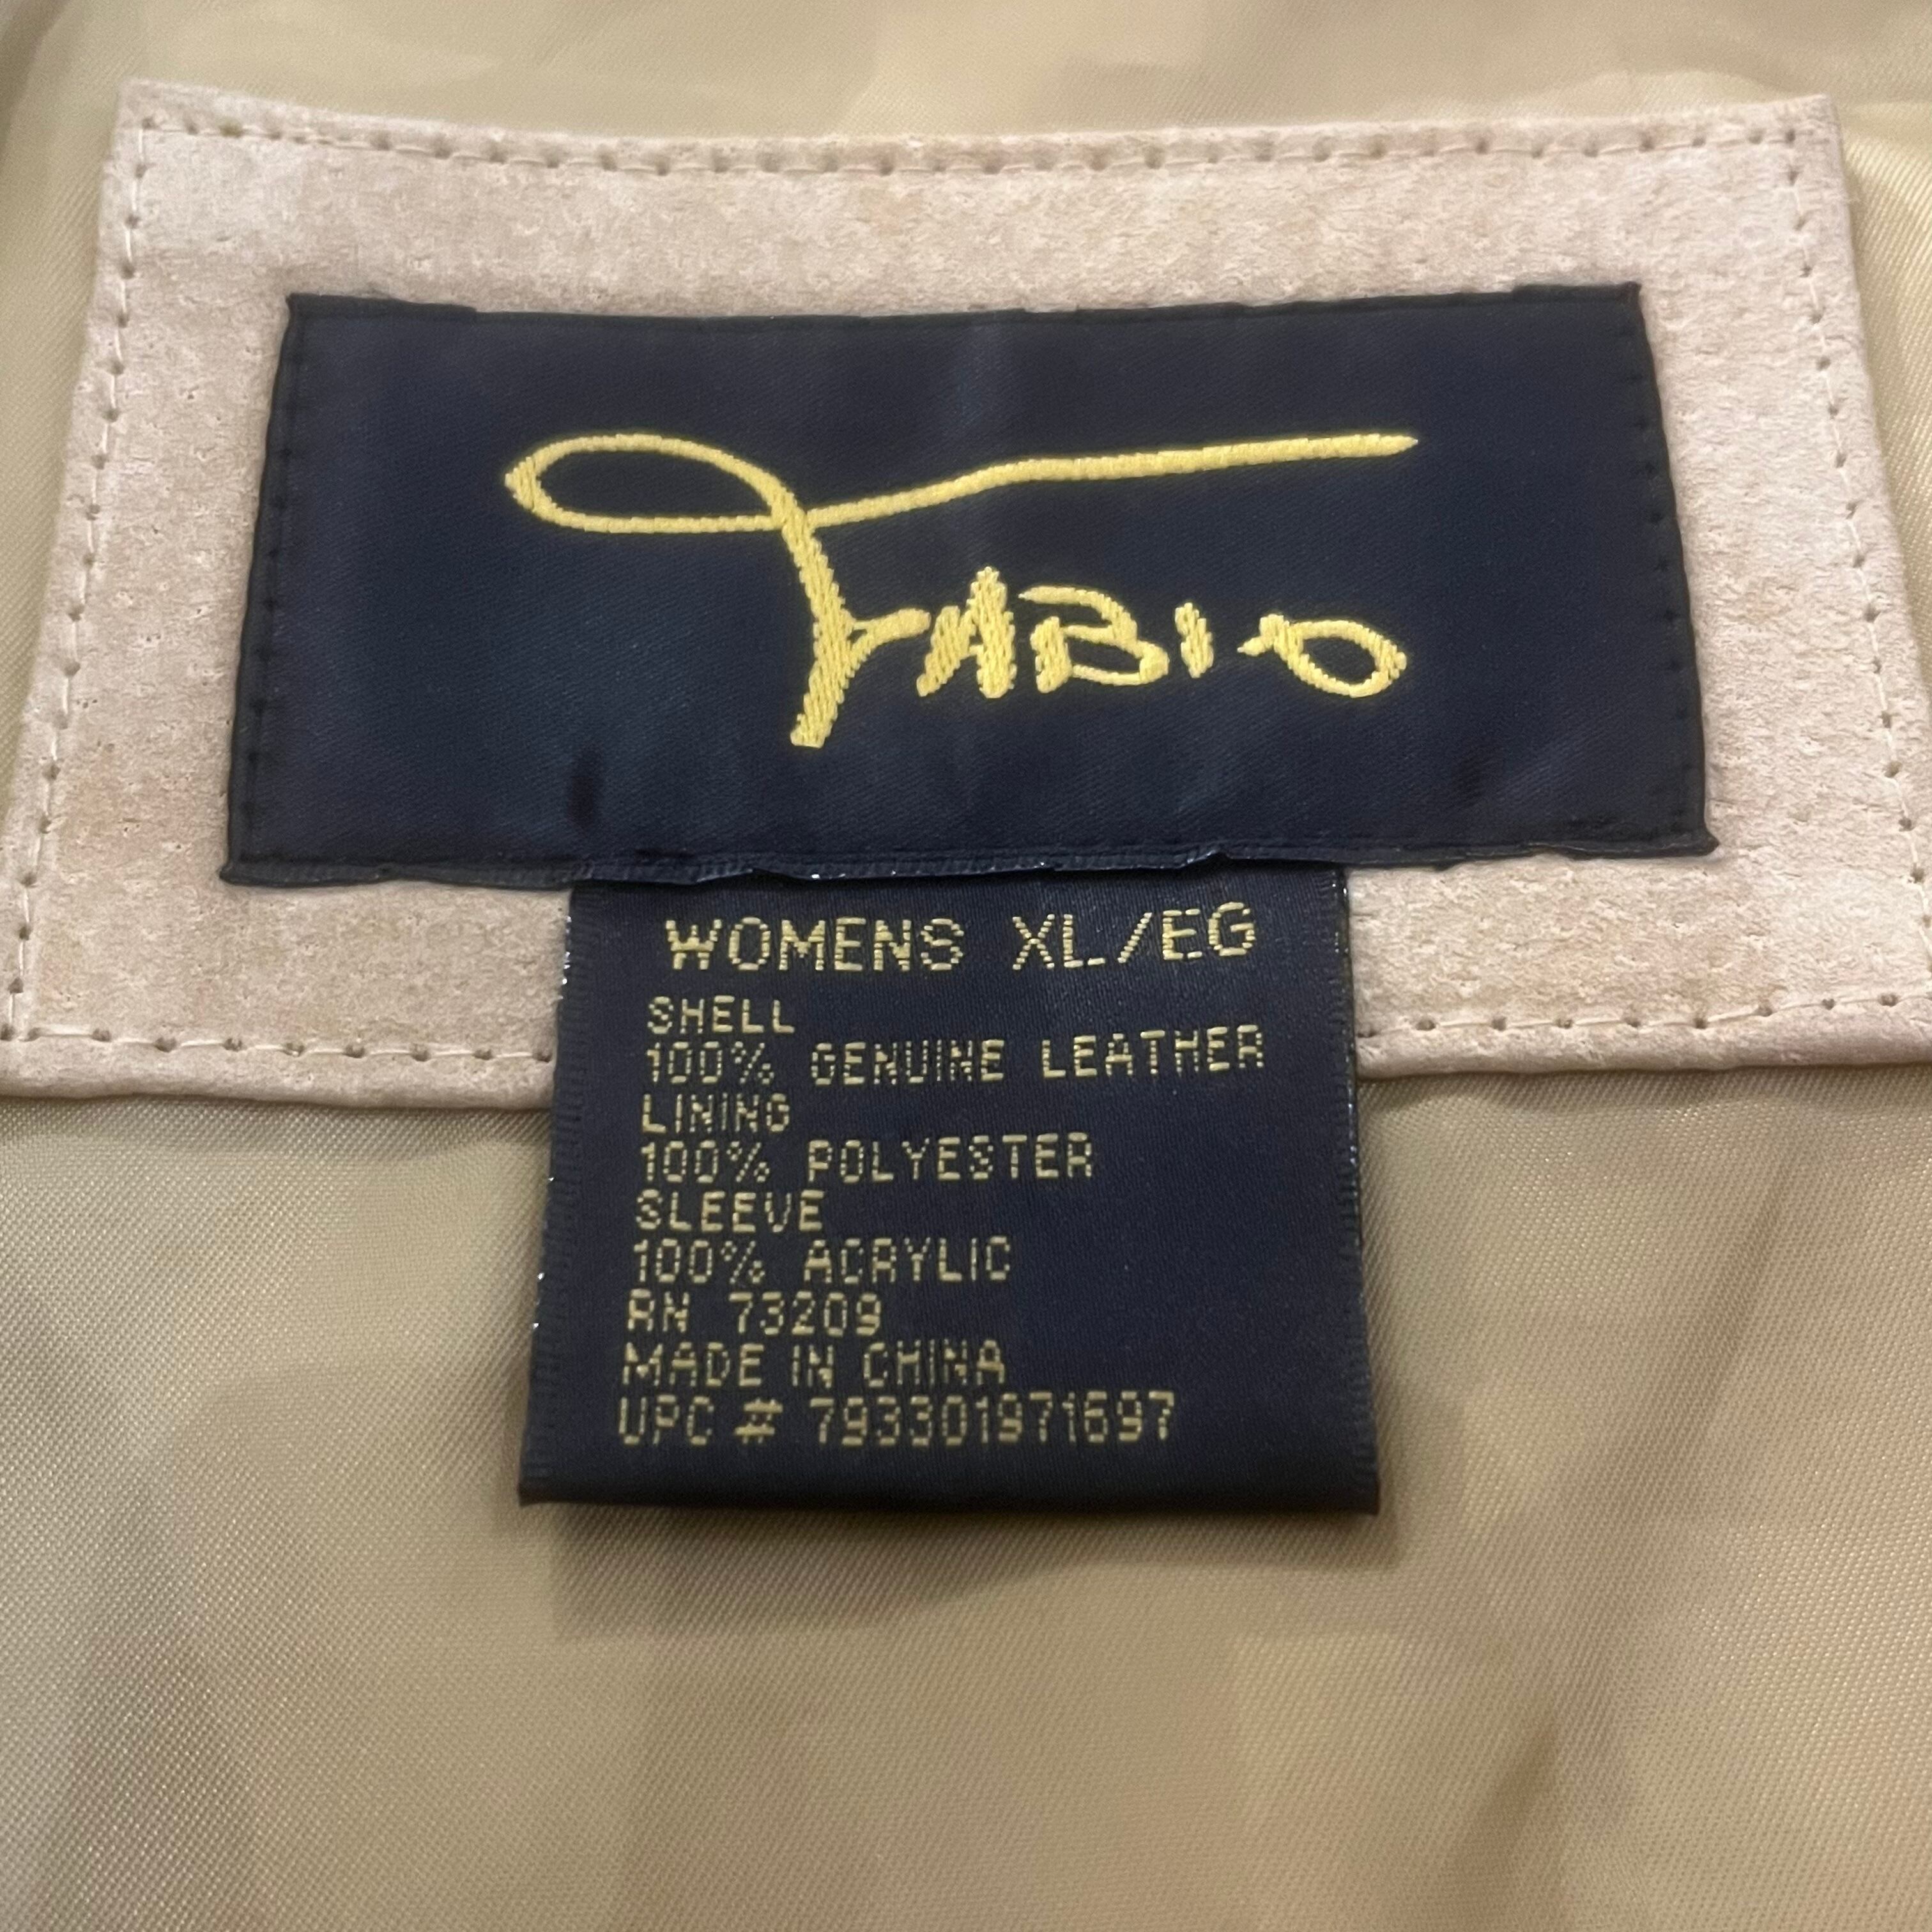 FABIO
WOMENS XL/EG
SHELL
100% GENUINE LEATHER
LINING
100% POLYESTER
SLEEVE
100% ACRYLIC
RN 73209
MADE IN CHINA
UPC # 793301971697